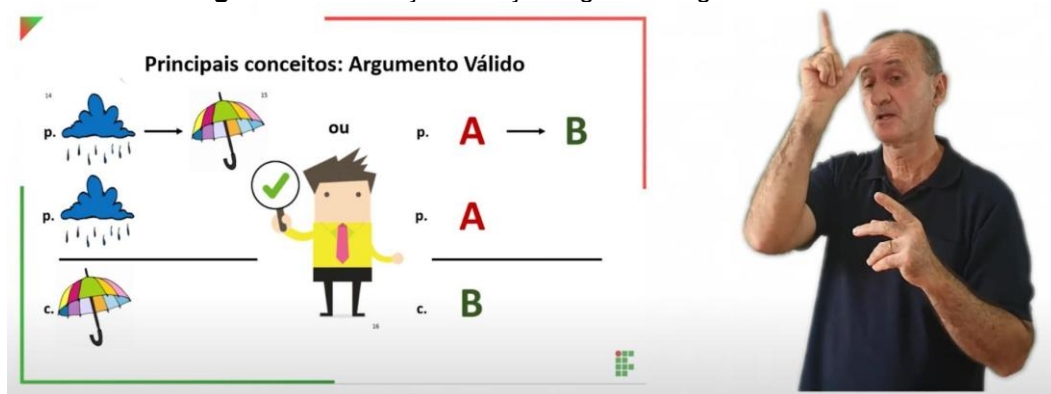 Principais conceitos: Argumento Válido
14
15
p. → ou p. A → B
p. p. A
c. c. B
16